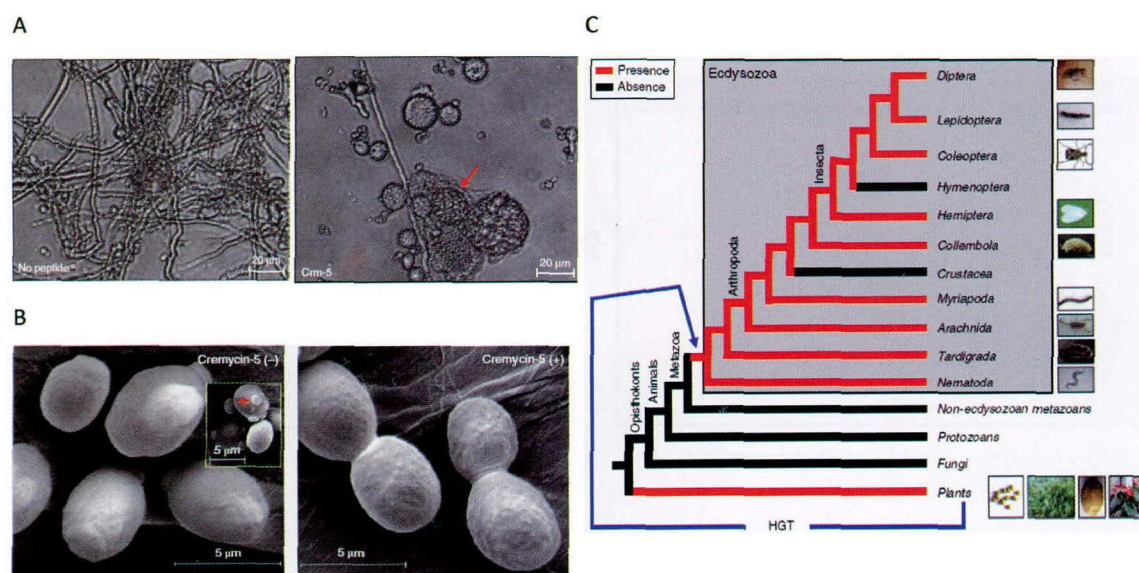 A
No peptide
20 μm
Crm-5
20 μm
B
Cremycin-5 (–)
5 μm
5 μm
Cremycin-5 (+)
5 μm
C
Presence
Absence
Ecdysozoa
Diptera
Lepidoptera
Coleoptera
Insecta
Hymenoptera
Hemiptera
Collembola
Crustacea
Arthropoda
Myriapoda
Arachnida
Tardigrada
Nematoda
Metazoa
Animals
Opisthokonts
Non-ecdysozoan metazoans
Protozoans
Fungi
Plants
HGT